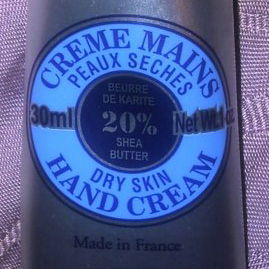 CREME MAINS
PEAUX SECHES
BEURRE
DE KARITE
30ml 20% Net Wt.1 oz
SHEA
BUTTER
DRY SKIN
HAND CREAM
Made in France